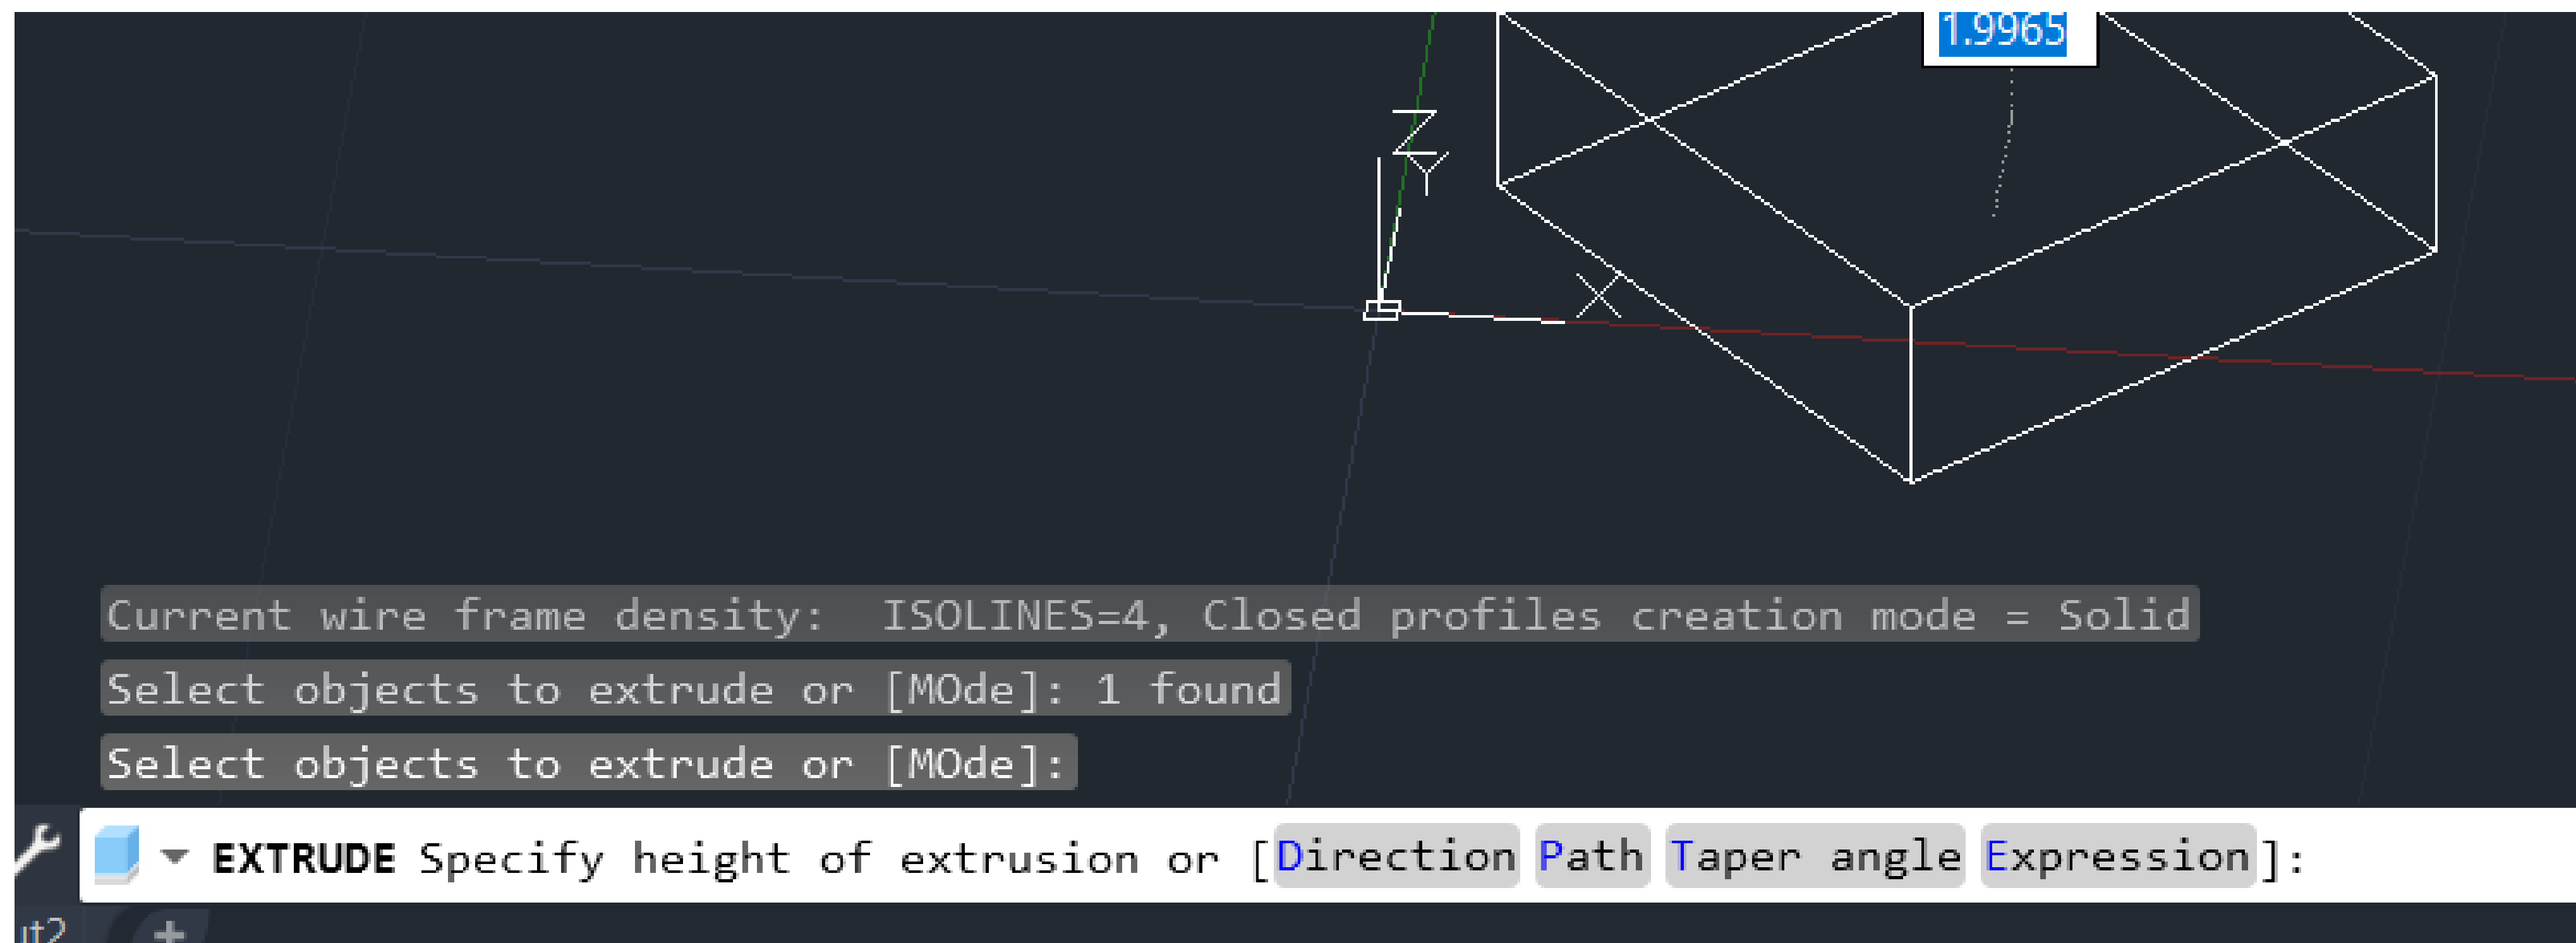 1.9965
Z
Y
X
Current wire frame density:  ISOLINES=4, Closed profiles creation mode = Solid
Select objects to extrude or [MOde]: 1 found
Select objects to extrude or [MOde]:
EXTRUDE Specify height of extrusion or [Direction Path Taper angle Expression]:
ut2 +